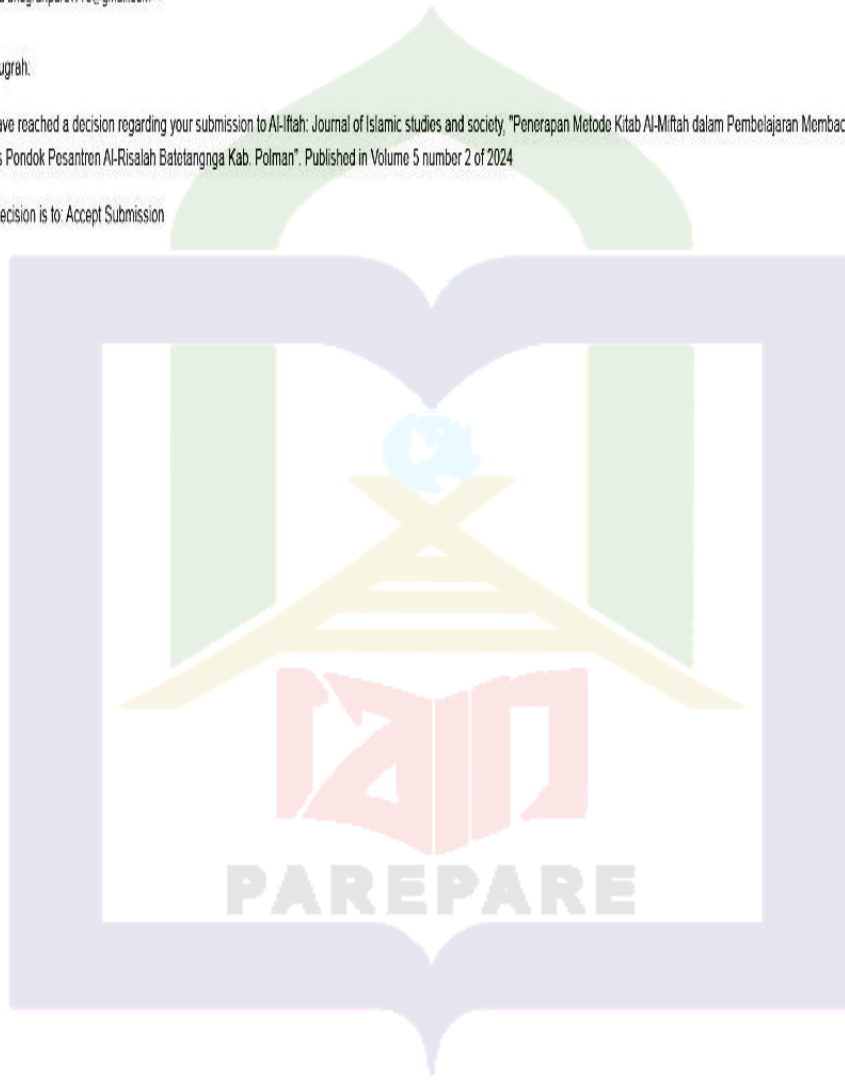 ugrah:
ave reached a decision regarding your submission to Al-Iftah: Journal of Islamic studies and society, "Penerapan Metode Kitab Al-Miftah dalam Pembelajaran Membac
s Pondok Pesantren Al-Risalah Batetangnga Kab. Polman". Published in Volume 5 number 2 of 2024
ecision is to: Accept Submission
iain
PAREPARE